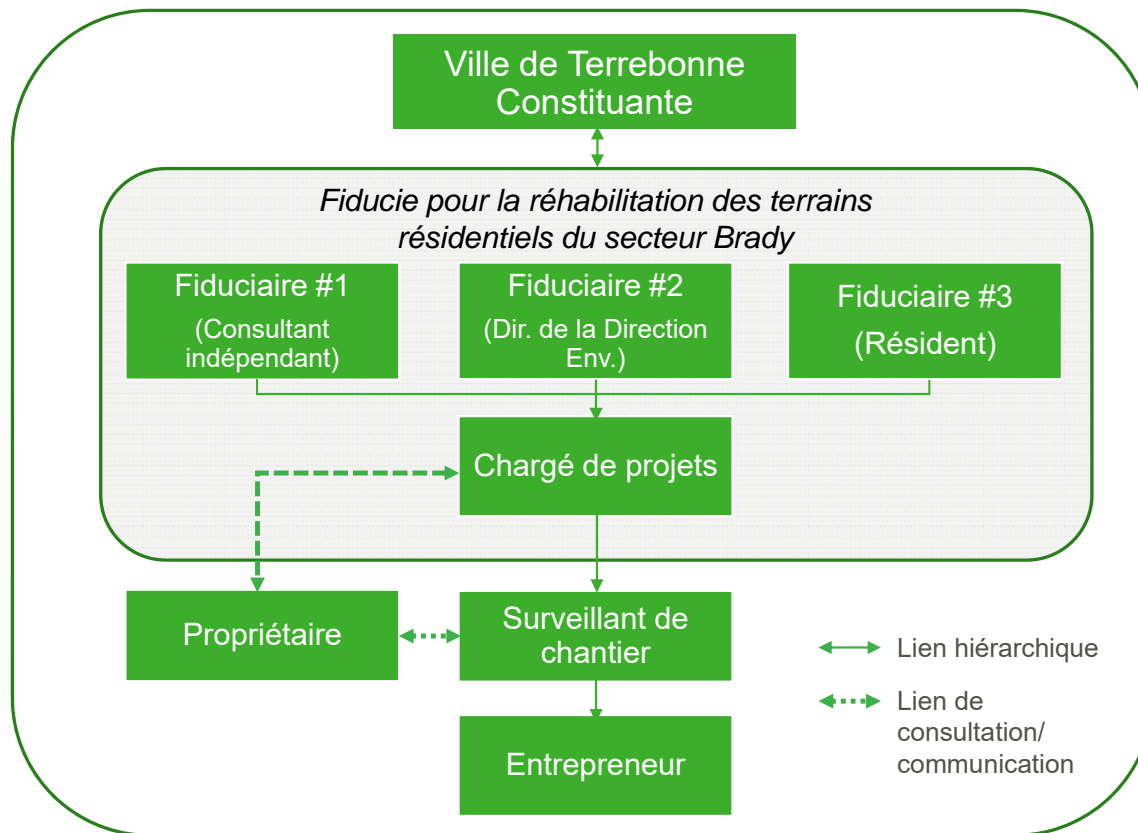 Ville de Terrebonne
Constituante
Fiducie pour la réhabilitation des terrains
résidentiels du secteur Brady
Fiduciaire #1
(Consultant
indépendant)
Fiduciaire #2
(Dir. de la Direction
Env.)
Fiduciaire #3
(Résident)
Chargé de projets
Propriétaire
Surveillant de
chantier
Entrepreneur
Lien hiérarchique
Lien de
consultation/
communication